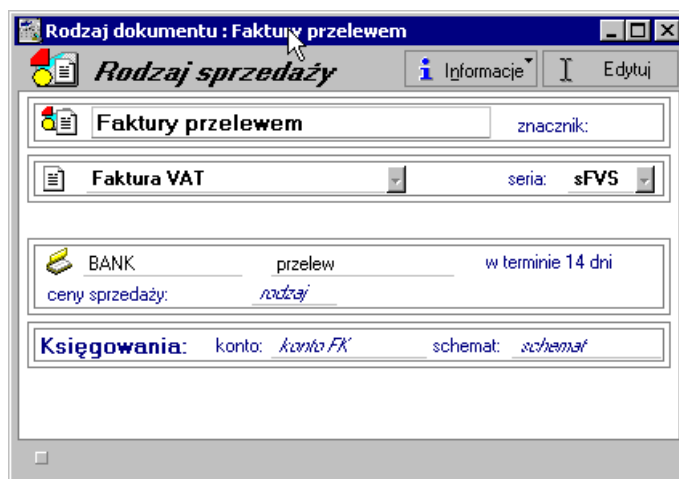 Rodzaj dokumentu : Faktury przelewem
Rodzaj sprzedaży
Informacje
Edytuj
Faktury przelewem
znacznik:
Faktura VAT
seria: sFVS
BANK przelew w terminie 14 dni
ceny sprzedaży: rodzaj
Księgowania: konto: konto FK schemat: schemat